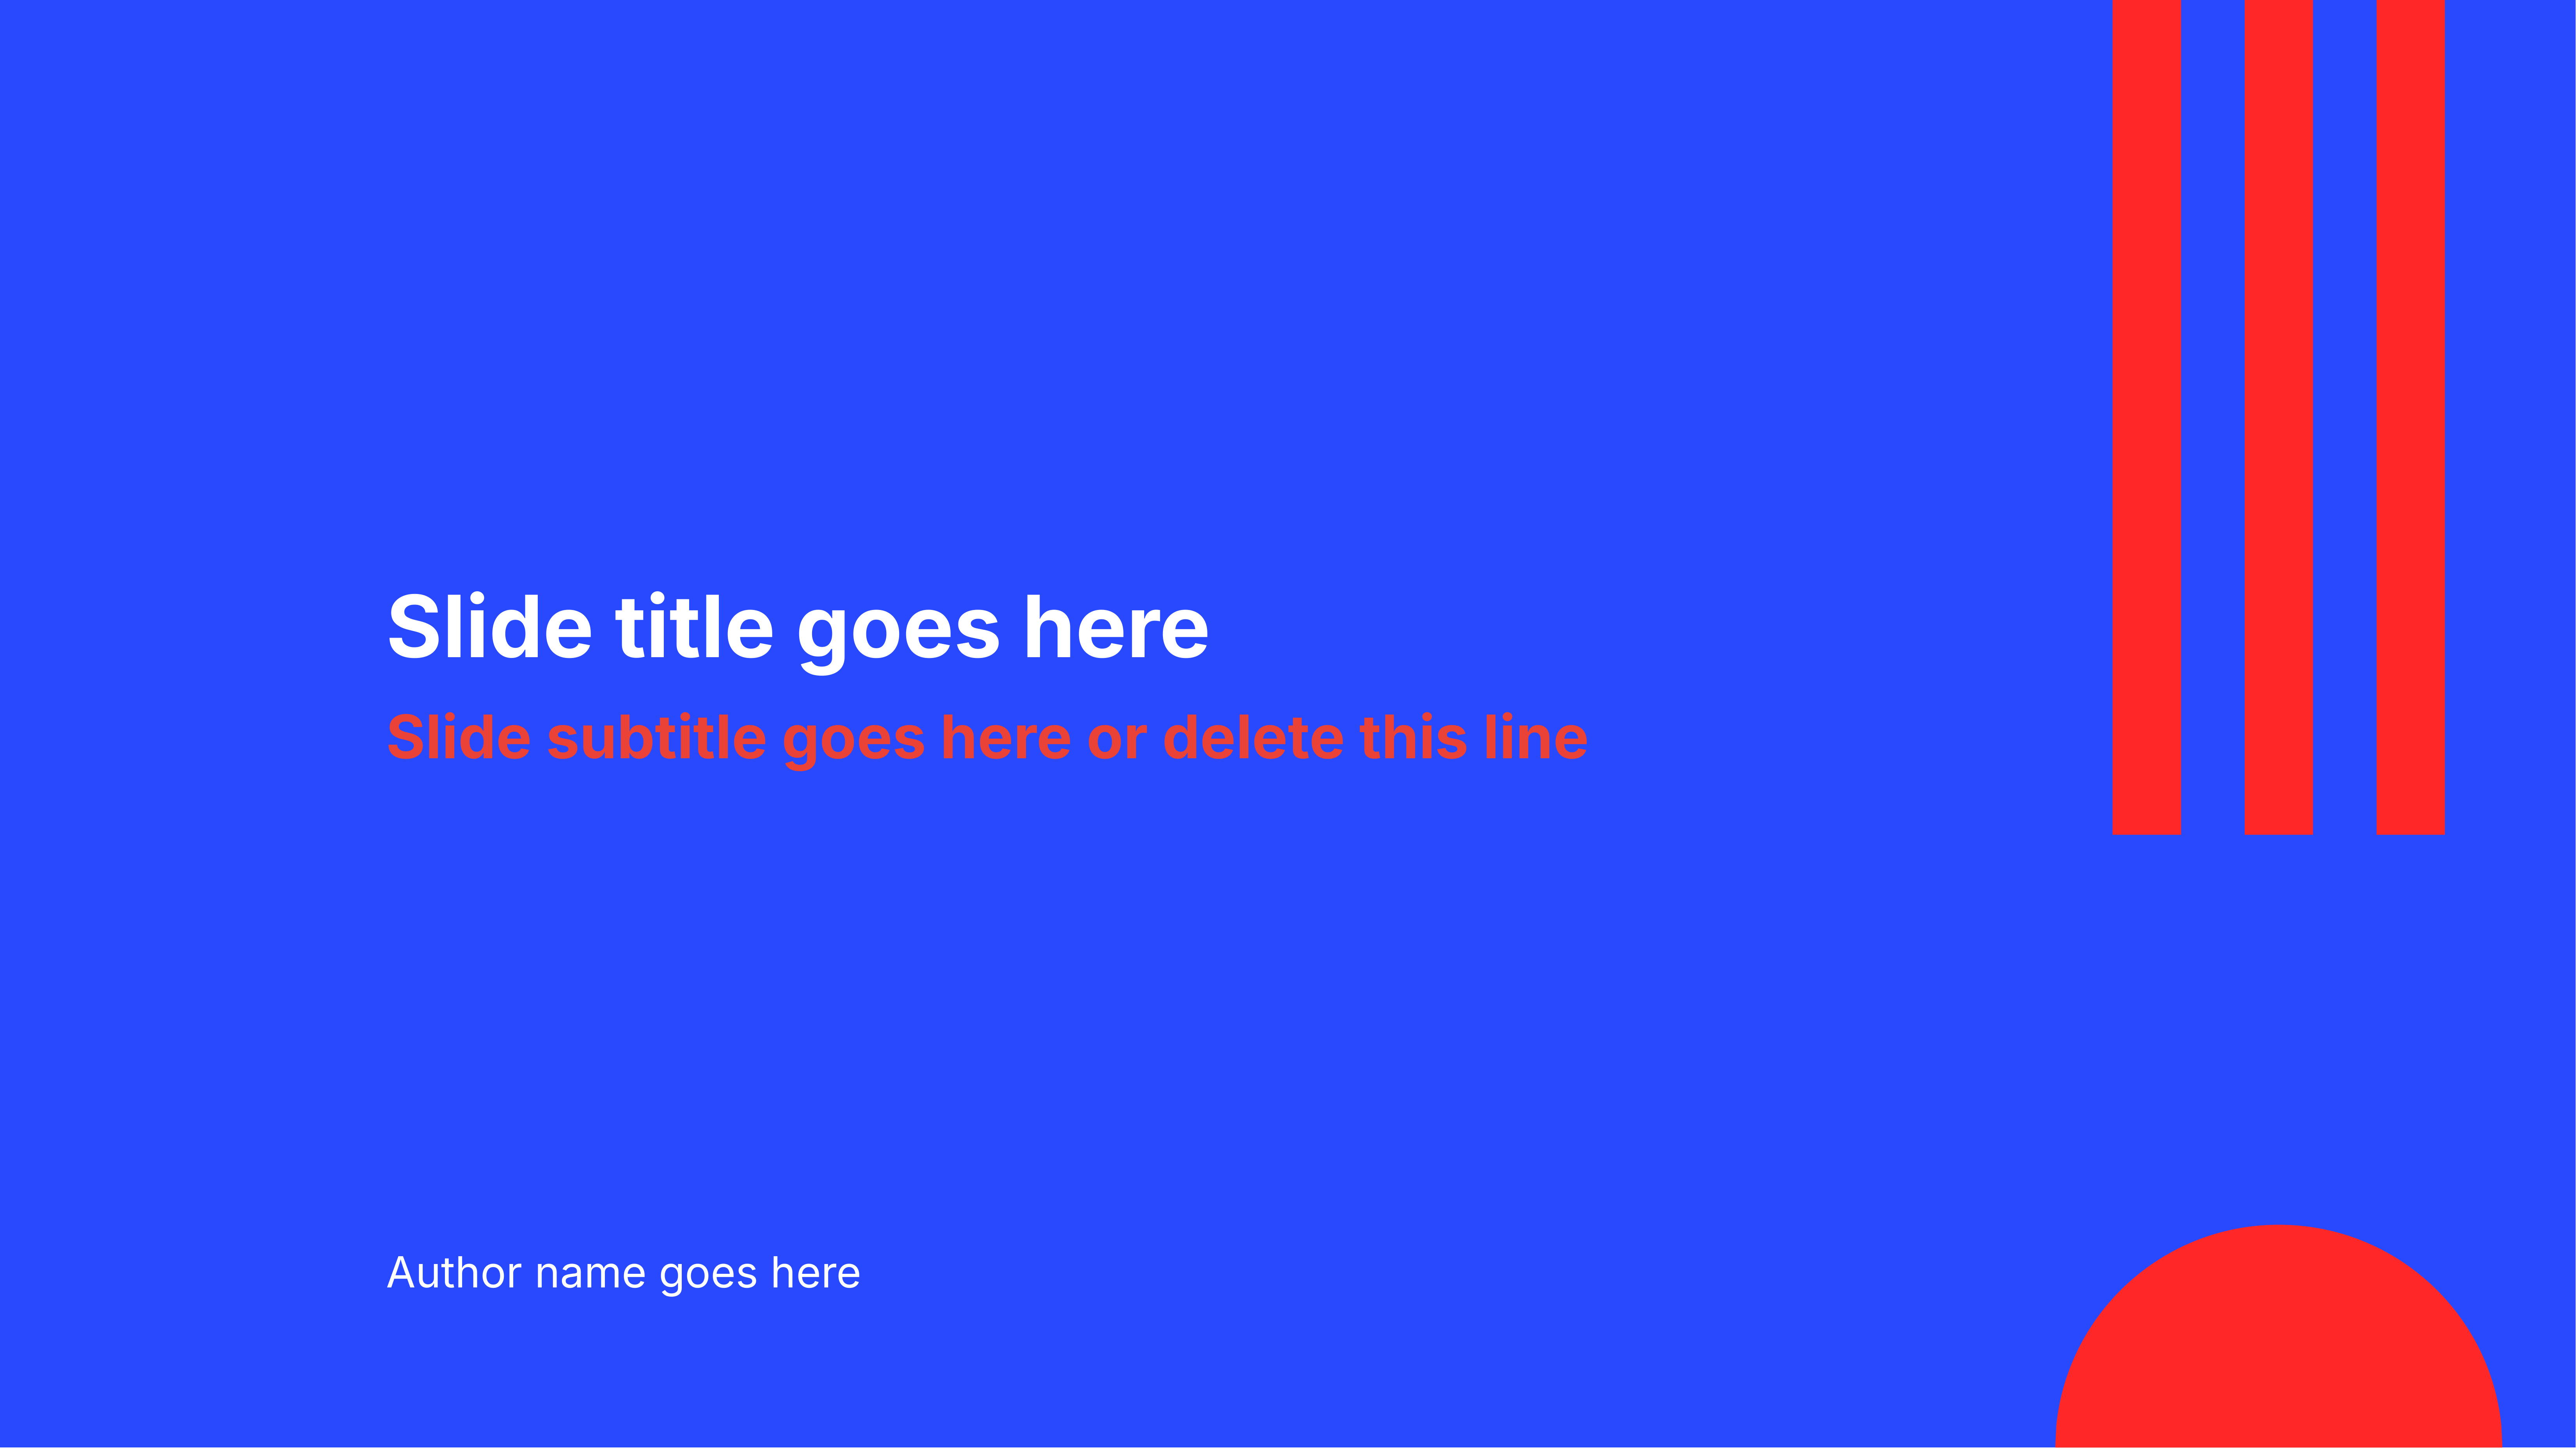 Slide title goes here
Slide subtitle goes here or delete this line
Author name goes here